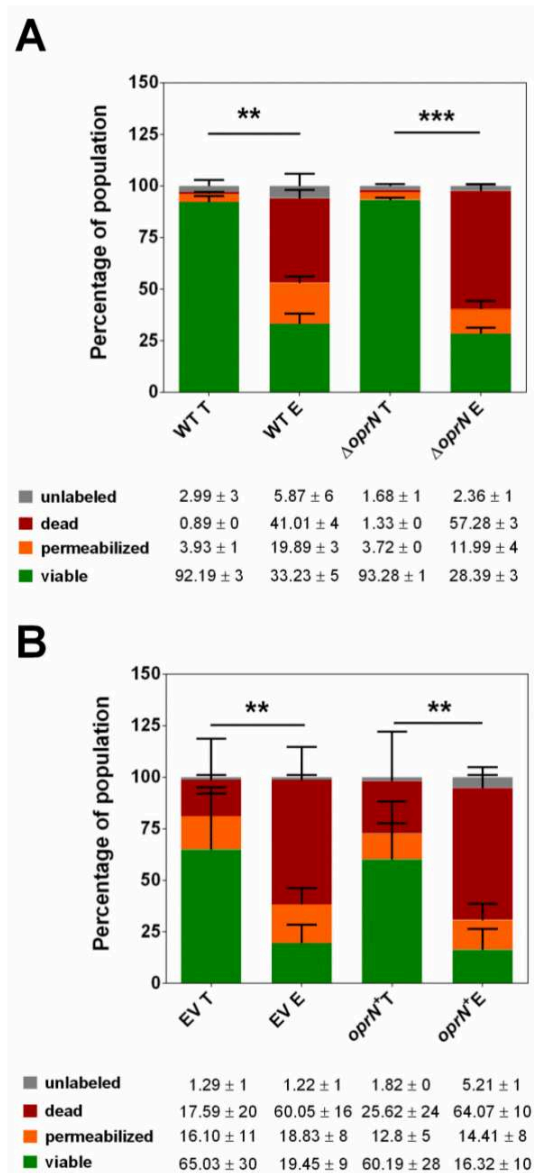 A
150
125
100
75
50
25
0
Percentage of population
**
***
WT T
WT E
ΔoprN T
ΔoprN E
unlabeled 2.99 ± 3 5.87 ± 6 1.68 ± 1 2.36 ± 1
dead 0.89 ± 0 41.01 ± 4 1.33 ± 0 57.28 ± 3
permeabilized 3.93 ± 1 19.89 ± 3 3.72 ± 0 11.99 ± 4
viable 92.19 ± 3 33.23 ± 5 93.28 ± 1 28.39 ± 3
B
150
125
100
75
50
25
0
Percentage of population
**
**
EV T
EV E
oprN⁺T
oprN⁺E
unlabeled 1.29 ± 1 1.22 ± 1 1.82 ± 0 5.21 ± 1
dead 17.59 ± 20 60.05 ± 16 25.62 ± 24 64.07 ± 10
permeabilized 16.10 ± 11 18.83 ± 8 12.8 ± 5 14.41 ± 8
viable 65.03 ± 30 19.45 ± 9 60.19 ± 28 16.32 ± 10